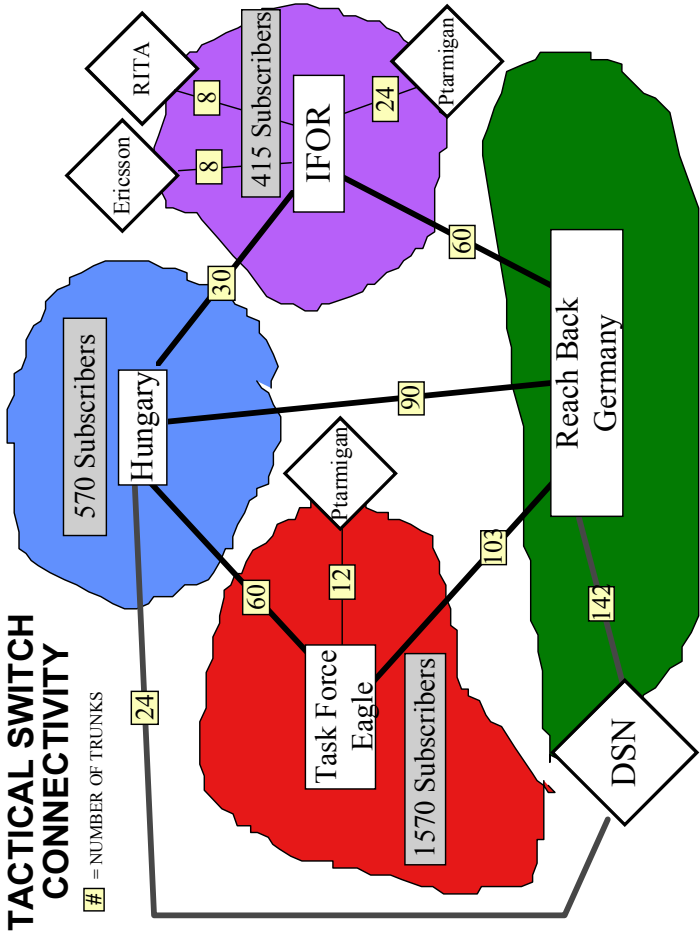 TACTICAL SWITCH
CONNECTIVITY
# = NUMBER OF TRUNKS
570 Subscribers
Hungary
Ericsson
RITA
8
8
415 Subscribers
IFOR
24
Ptarmigan
30
24
60
60
90
Ptarmigan
12
Task Force
Eagle
1570 Subscribers
103
Reach Back
Germany
142
DSN